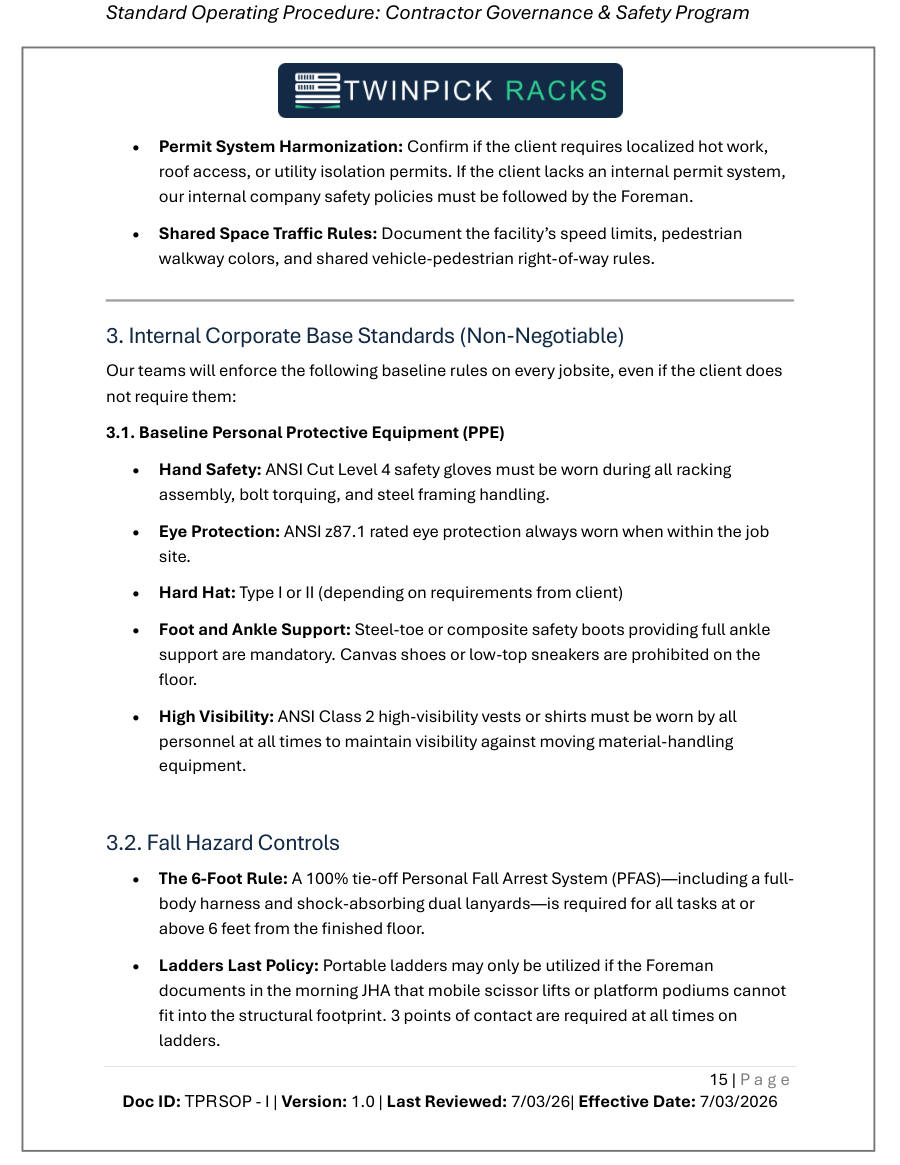 Standard Operating Procedure: Contractor Governance & Safety Program
TWINPICK RACKS
• Permit System Harmonization: Confirm if the client requires localized hot work,
roof access, or utility isolation permits. If the client lacks an internal permit system,
our internal company safety policies must be followed by the Foreman.
• Shared Space Traffic Rules: Document the facility’s speed limits, pedestrian
walkway colors, and shared vehicle-pedestrian right-of-way rules.
3. Internal Corporate Base Standards (Non-Negotiable)
Our teams will enforce the following baseline rules on every jobsite, even if the client does
not require them:
3.1. Baseline Personal Protective Equipment (PPE)
• Hand Safety: ANSI Cut Level 4 safety gloves must be worn during all racking
assembly, bolt torquing, and steel framing handling.
• Eye Protection: ANSI z87.1 rated eye protection always worn when within the job
site.
• Hard Hat: Type I or II (depending on requirements from client)
• Foot and Ankle Support: Steel-toe or composite safety boots providing full ankle
support are mandatory. Canvas shoes or low-top sneakers are prohibited on the
floor.
• High Visibility: ANSI Class 2 high-visibility vests or shirts must be worn by all
personnel at all times to maintain visibility against moving material-handling
equipment.
3.2. Fall Hazard Controls
• The 6-Foot Rule: A 100% tie-off Personal Fall Arrest System (PFAS)—including a full-
body harness and shock-absorbing dual lanyards—is required for all tasks at or
above 6 feet from the finished floor.
• Ladders Last Policy: Portable ladders may only be utilized if the Foreman
documents in the morning JHA that mobile scissor lifts or platform podiums cannot
fit into the structural footprint. 3 points of contact are required at all times on
ladders.
15 | Page
Doc ID: TPRSOP - I | Version: 1.0 | Last Reviewed: 7/03/26| Effective Date: 7/03/2026